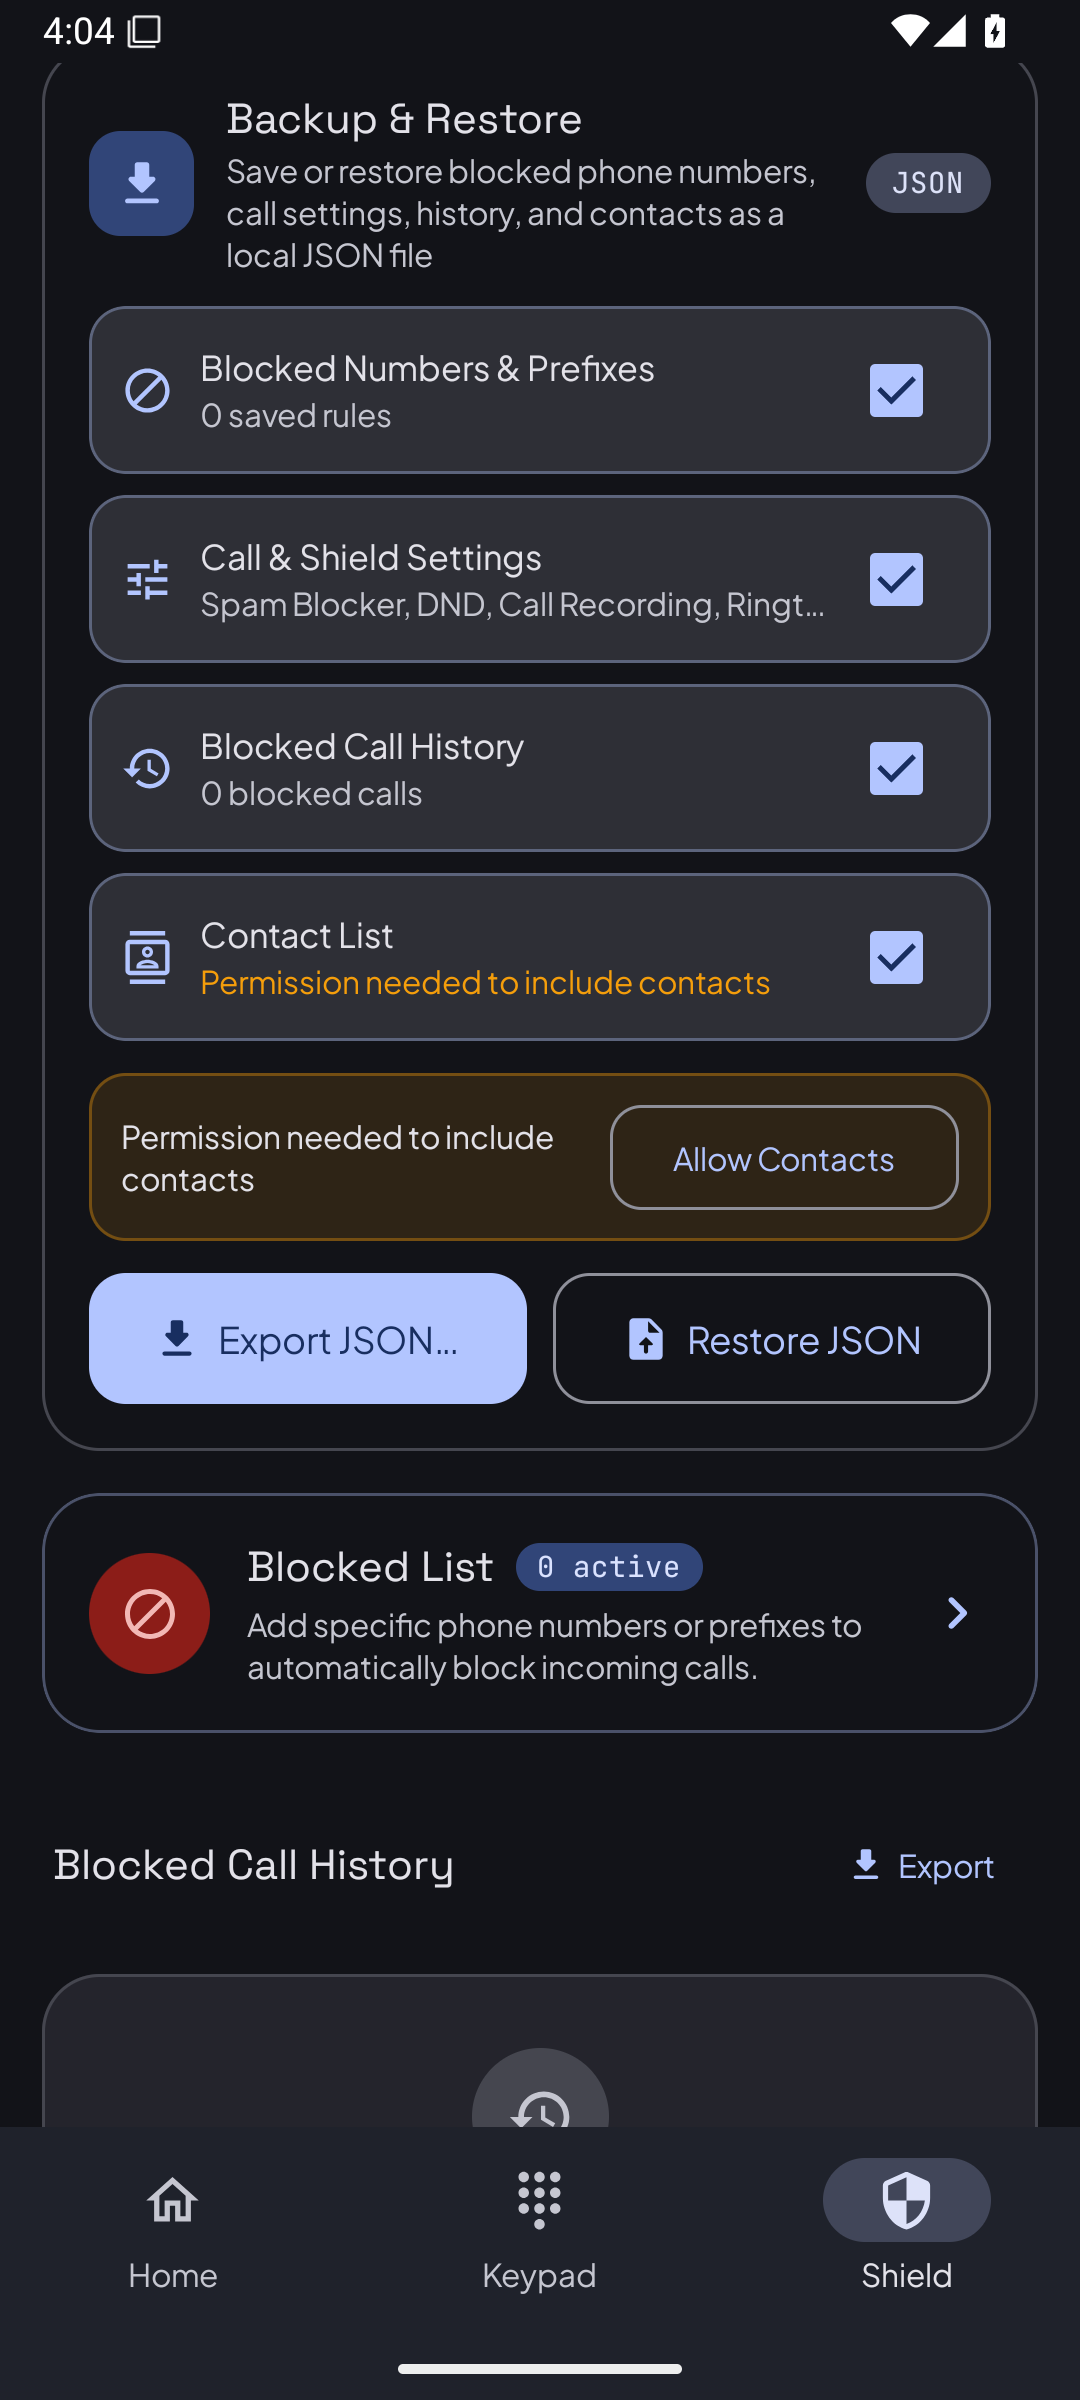 4:04
Backup & Restore
Save or restore blocked phone numbers,
call settings, history, and contacts as a
local JSON file
JSON
Blocked Numbers & Prefixes
0 saved rules
Call & Shield Settings
Spam Blocker, DND, Call Recording, Ringt...
Blocked Call History
0 blocked calls
Contact List
Permission needed to include contacts
Permission needed to include
contacts
Allow Contacts
Export JSON...
Restore JSON
Blocked List
0 active
Add specific phone numbers or prefixes to
automatically block incoming calls.
Blocked Call History
Export
Home
Keypad
Shield